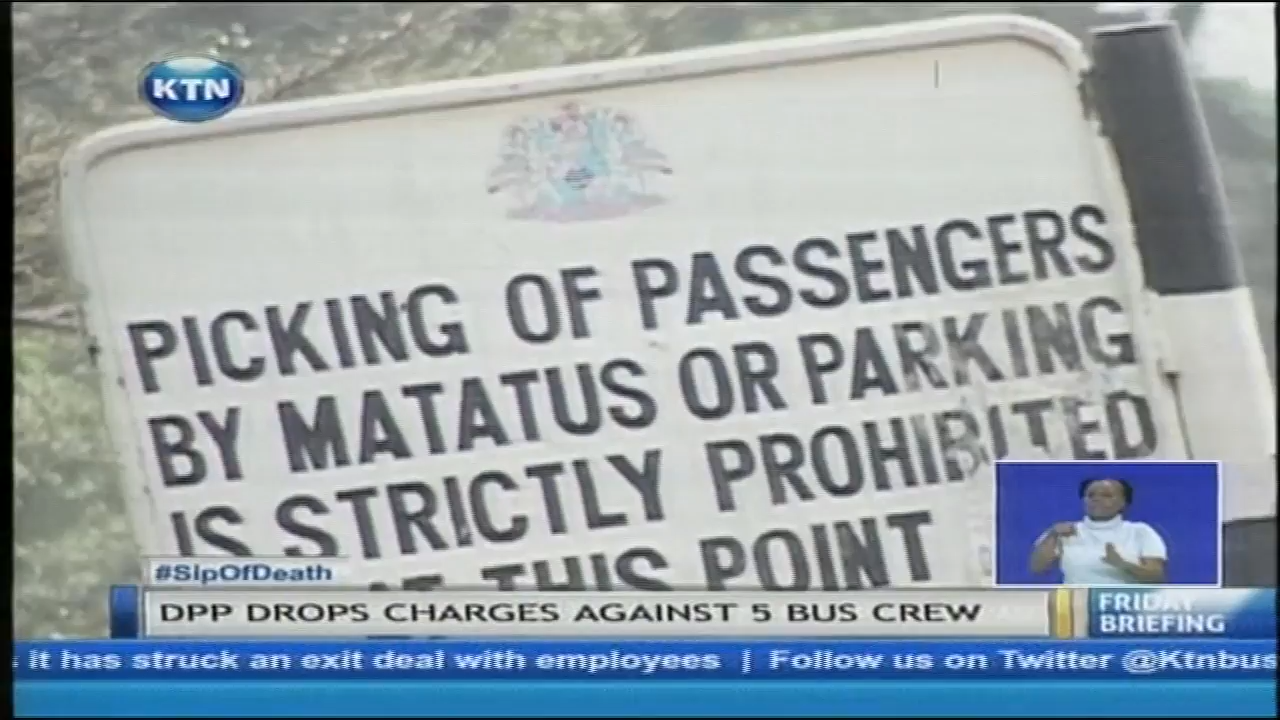 KTN
PICKING OF PASSENGERS
BY MATATUS OR PARKING
IS STRICTLY PROHIBITED
AT THIS POINT
#SipOfDeath
DPP DROPS CHARGES AGAINST 5 BUS CREW
FRIDAY
BRIEFING
it has struck an exit deal with employees | Follow us on Twitter @Ktnbus